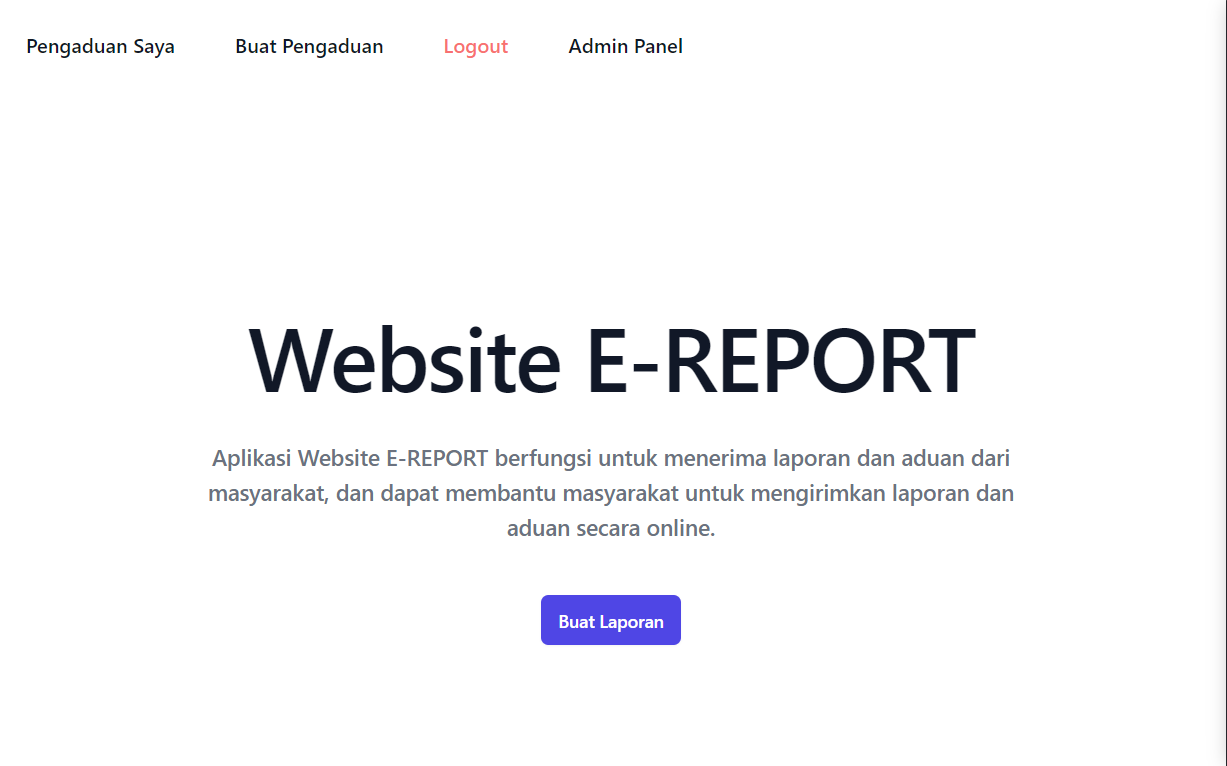 Pengaduan Saya Buat Pengaduan Logout Admin Panel
Website E-REPORT
Aplikasi Website E-REPORT berfungsi untuk menerima laporan dan aduan dari
masyarakat, dan dapat membantu masyarakat untuk mengirimkan laporan dan
aduan secara online.
Buat Laporan